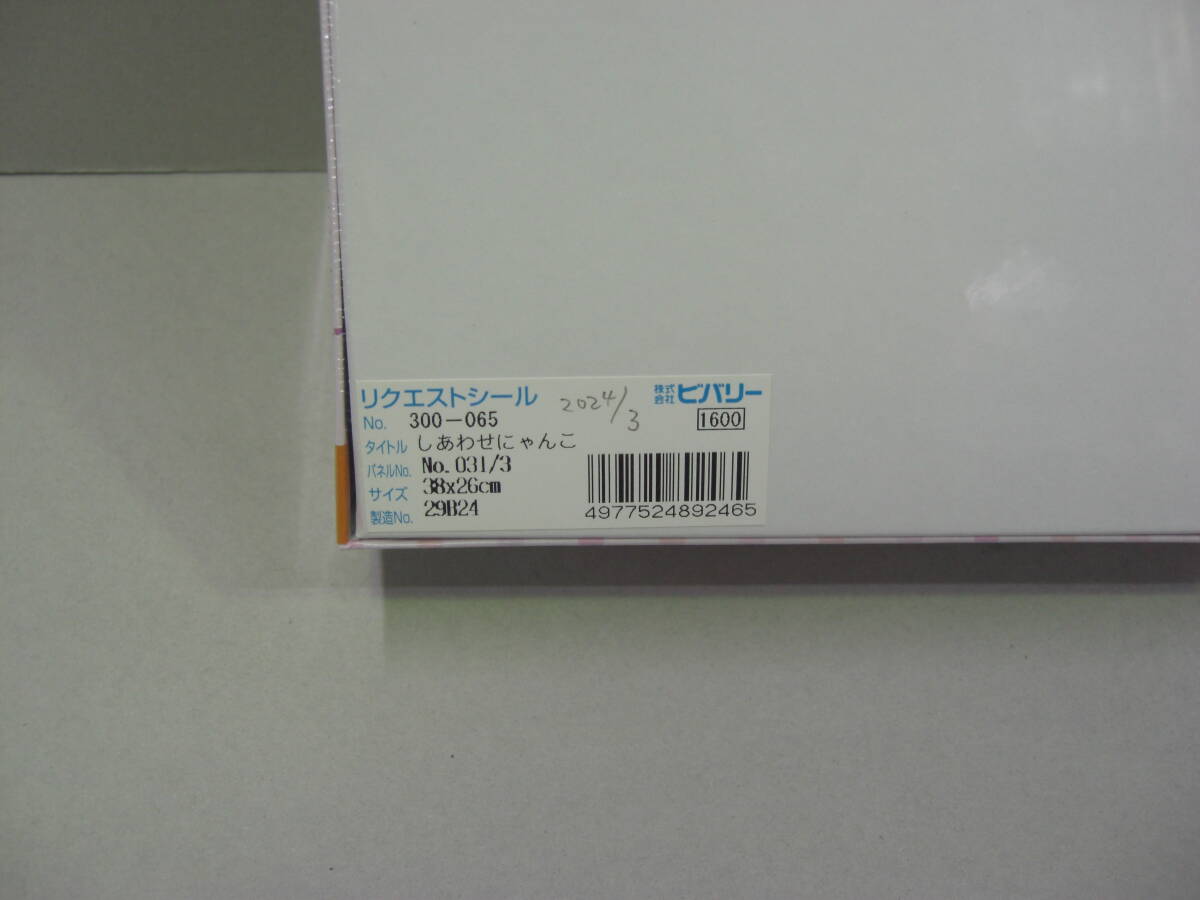 リクエストシール 2024/3 株式会社 ビバリー
No. 300-065 1600
タイトル しあわせにゃんこ
パネルNo. No.031/3
サイズ 38x26cm
製造No. 29B24
4977524892465